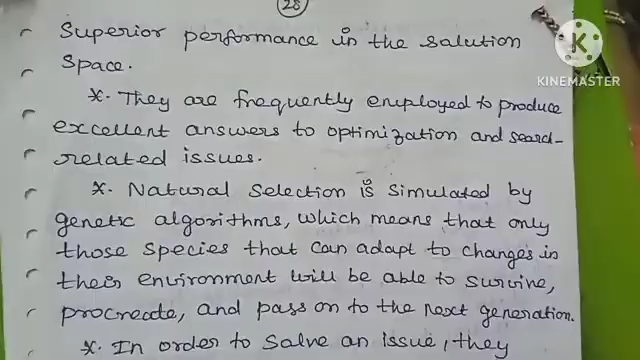 28
Superior performance in the solution
Space.
*. They are frequently employed to produce
excellent answers to optimization and search-
related issues.
*. Natural selection is simulated by
genetic algorithms, which means that only
those species that can adapt to changes in
their environment will be able to survive,
procreate, and pass on to the next generation.
*. In order to solve an issue, they
K
KINEMASTER